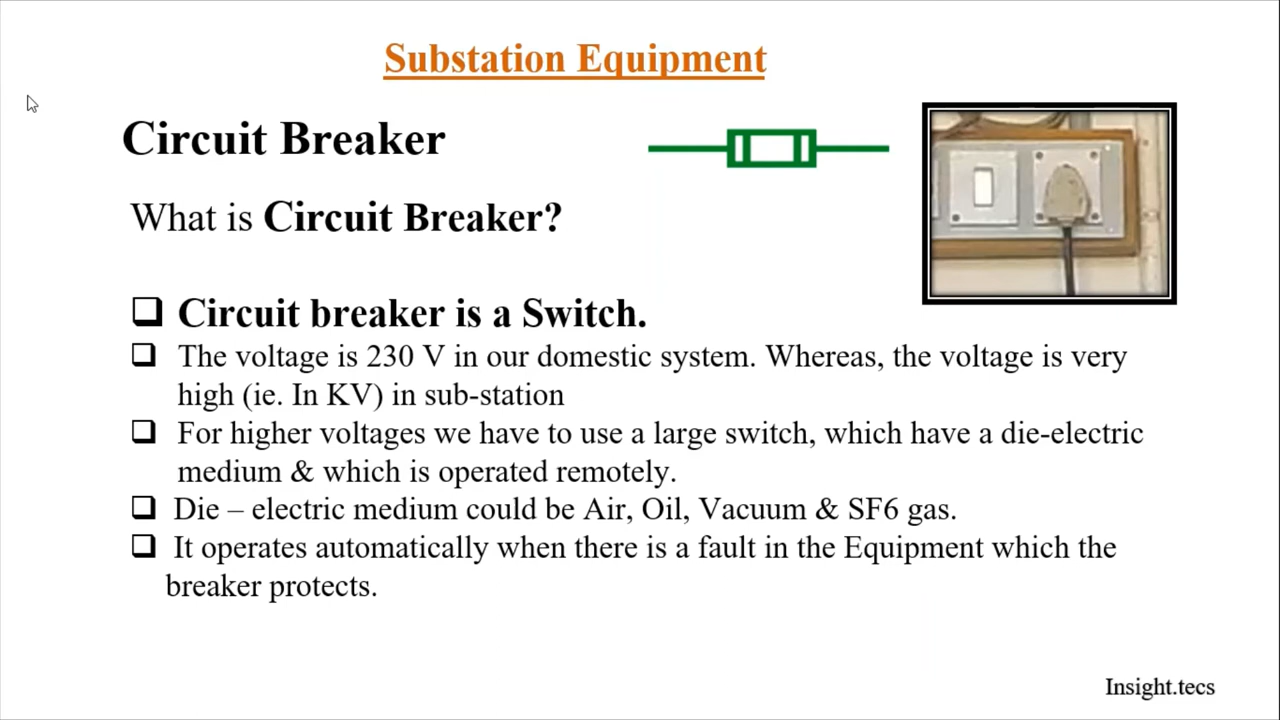 Substation Equipment
Circuit Breaker
What is Circuit Breaker?
Circuit breaker is a Switch.
The voltage is 230 V in our domestic system. Whereas, the voltage is very
high (ie. In KV) in sub-station
For higher voltages we have to use a large switch, which have a die-electric
medium & which is operated remotely.
Die – electric medium could be Air, Oil, Vacuum & SF6 gas.
It operates automatically when there is a fault in the Equipment which the
breaker protects.
Insight.tecs